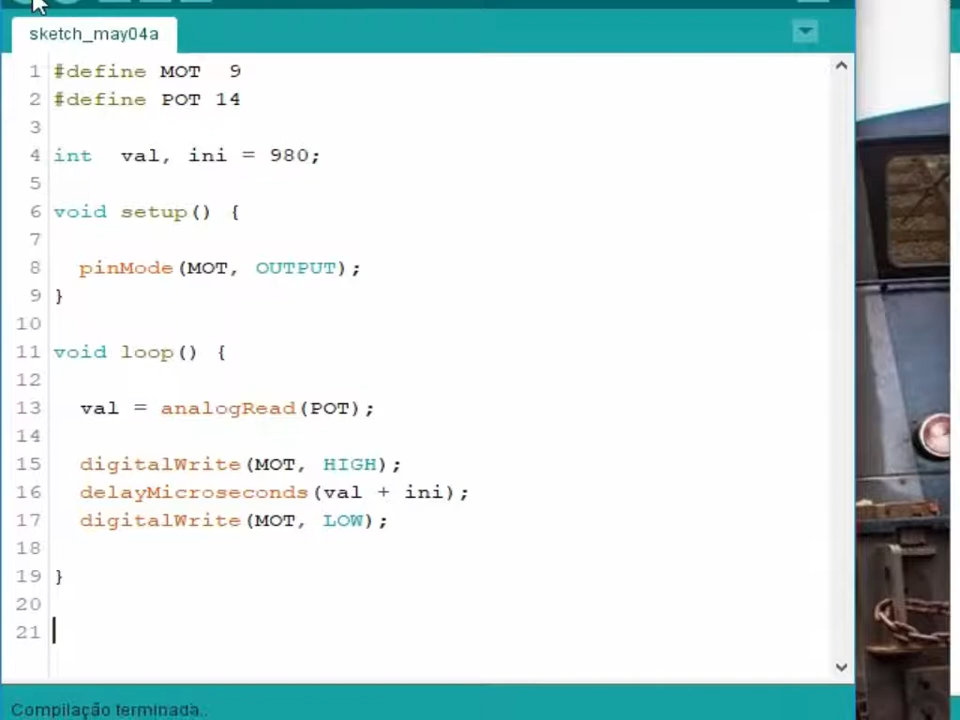 sketch_may04a
1 #define MOT  9
2 #define POT 14
3
4 int  val, ini = 980;
5
6 void setup() {
7
8   pinMode(MOT, OUTPUT);
9 }
10
11 void loop() {
12
13   val = analogRead(POT);
14
15   digitalWrite(MOT, HIGH);
16   delayMicroseconds(val + ini);
17   digitalWrite(MOT, LOW);
18
19 }
20
21
Compilação terminada..